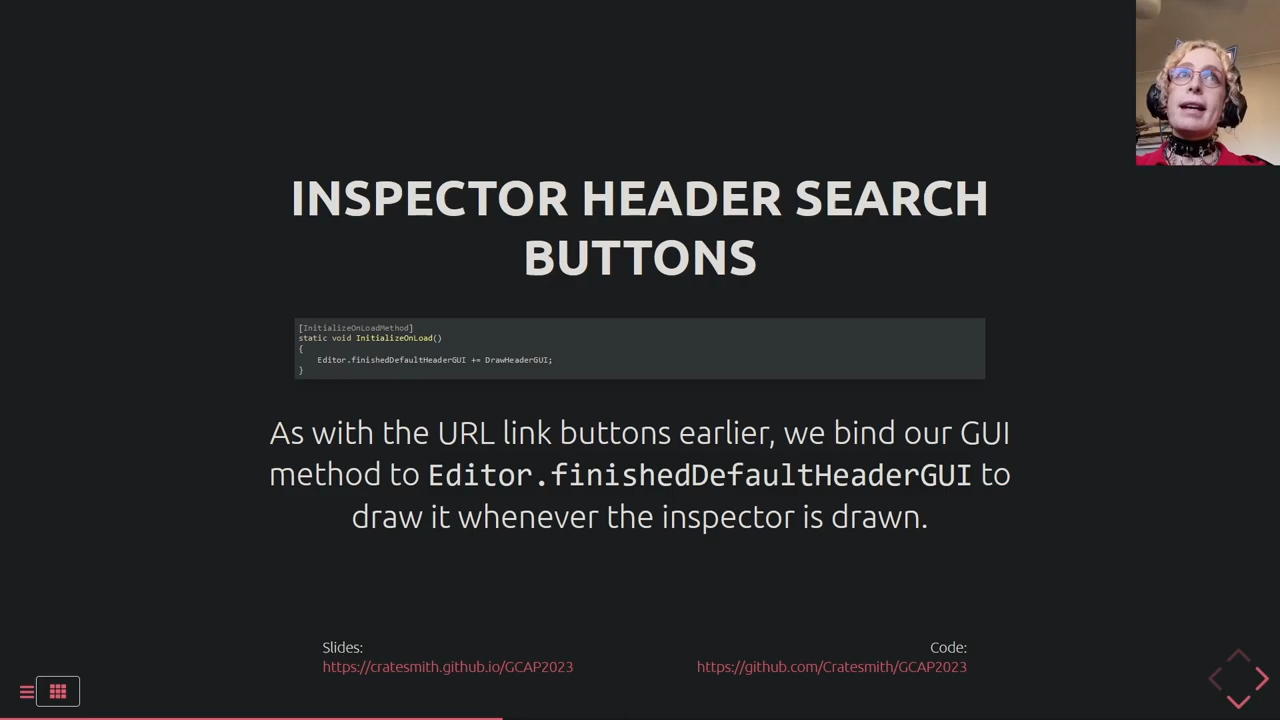 INSPECTOR HEADER SEARCH
BUTTONS
[InitializeOnLoadMethod]
static void InitializeOnLoad()
{
Editor.finishedDefaultHeaderGUI += DrawHeaderGUI;
}
As with the URL link buttons earlier, we bind our GUI
method to Editor.finishedDefaultHeaderGUI to
draw it whenever the inspector is drawn.
Slides:
https://cratesmith.github.io/GCAP2023
Code:
https://github.com/Cratesmith/GCAP2023